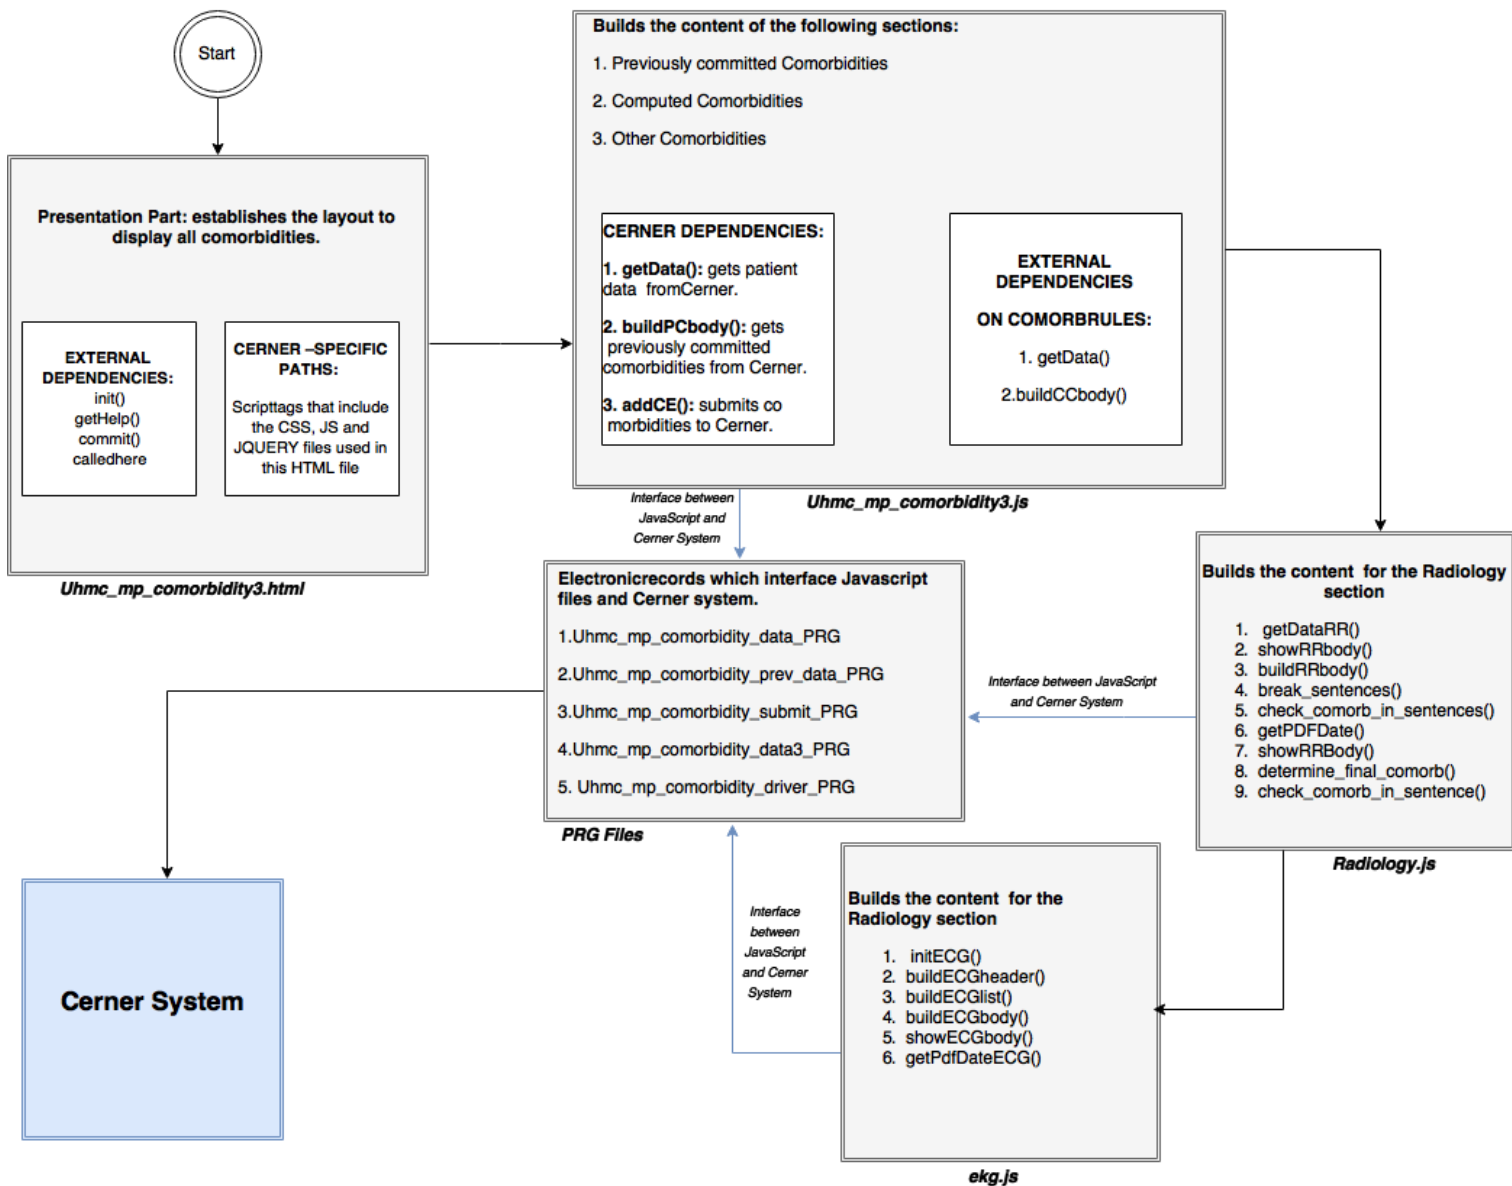 Start
Presentation Part: establishes the layout to
display all comorbidities.
EXTERNAL
DEPENDENCIES:
init()
getHelp()
commit()
calledhere
CERNER –SPECIFIC
PATHS:
Scripttags that include
the CSS, JS and
JQUERY files used in
this HTML file
Uhmc_mp_comorbidity3.html
Builds the content of the following sections:
1. Previously committed Comorbidities
2. Computed Comorbidities
3. Other Comorbidities
CERNER DEPENDENCIES:
1. getData(): gets patient
data fromCerner.
2. buildPCbody(): gets
previously committed
comorbidities from Cerner.
3. addCE(): submits co
morbidities to Cerner.
EXTERNAL
DEPENDENCIES
ON COMORBRULES:
1. getData()
2.buildCCbody()
Uhmc_mp_comorbidity3.js
Interface between
JavaScript and
Cerner System
Electronicrecords which interface Javascript
files and Cerner system.
1.Uhmc_mp_comorbidity_data_PRG
2.Uhmc_mp_comorbidity_prev_data_PRG
3.Uhmc_mp_comorbidity_submit_PRG
4.Uhmc_mp_comorbidity_data3_PRG
5. Uhmc_mp_comorbidity_driver_PRG
PRG Files
Interface between JavaScript
and Cerner System
Builds the content for the Radiology
section
1. getDataRR()
2. showRRbody()
3. buildRRbody()
4. break_sentences()
5. check_comorb_in_sentences()
6. getPDFDate()
7. showRRBody()
8. determine_final_comorb()
9. check_comorb_in_sentence()
Radiology.js
Interface
between
JavaScript
and Cerner
System
Builds the content for the
Radiology section
1. initECG()
2. buildECGheader()
3. buildECGlist()
4. buildECGbody()
5. showECGbody()
6. getPdfDateECG()
ekg.js
Cerner System